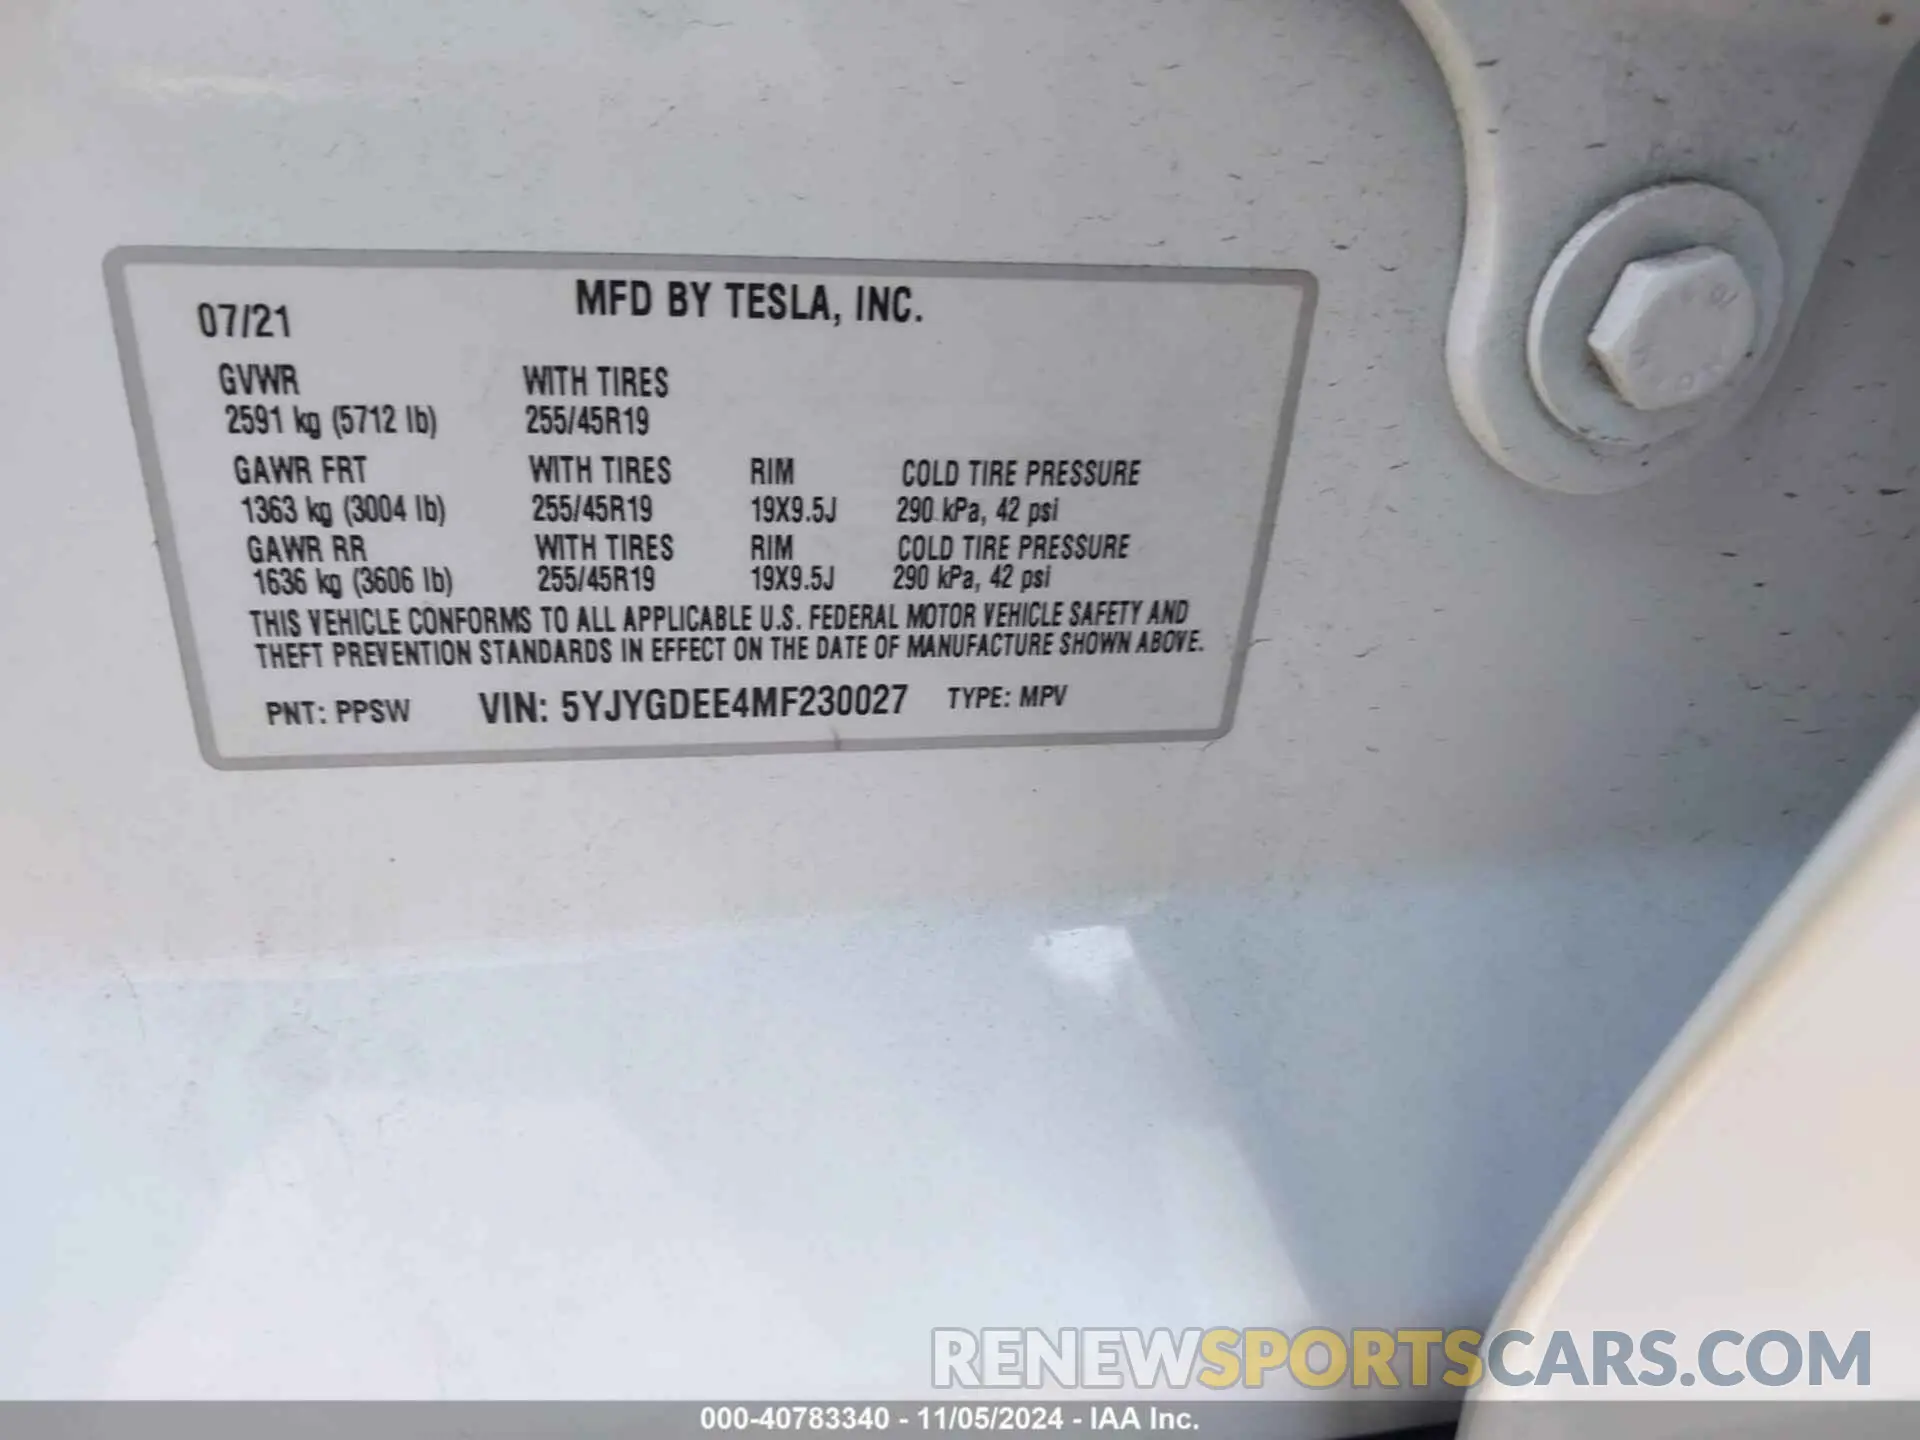 07/21 MFD BY TESLA, INC.
GVWR WITH TIRES
2591 kg (5712 lb) 255/45R19
GAWR FRT WITH TIRES RIM COLD TIRE PRESSURE
1363 kg (3004 lb) 255/45R19 19X9.5J 290 kPa, 42 psi
GAWR RR WITH TIRES RIM COLD TIRE PRESSURE
1636 kg (3606 lb) 255/45R19 19X9.5J 290 kPa, 42 psi
THIS VEHICLE CONFORMS TO ALL APPLICABLE U.S. FEDERAL MOTOR VEHICLE SAFETY AND
THEFT PREVENTION STANDARDS IN EFFECT ON THE DATE OF MANUFACTURE SHOWN ABOVE.
PNT: PPSW VIN: 5YJYGDEE4MF230027 TYPE: MPV
RENEWSPORTSCARS.COM
000-40783340 - 11/05/2024 - IAA Inc.